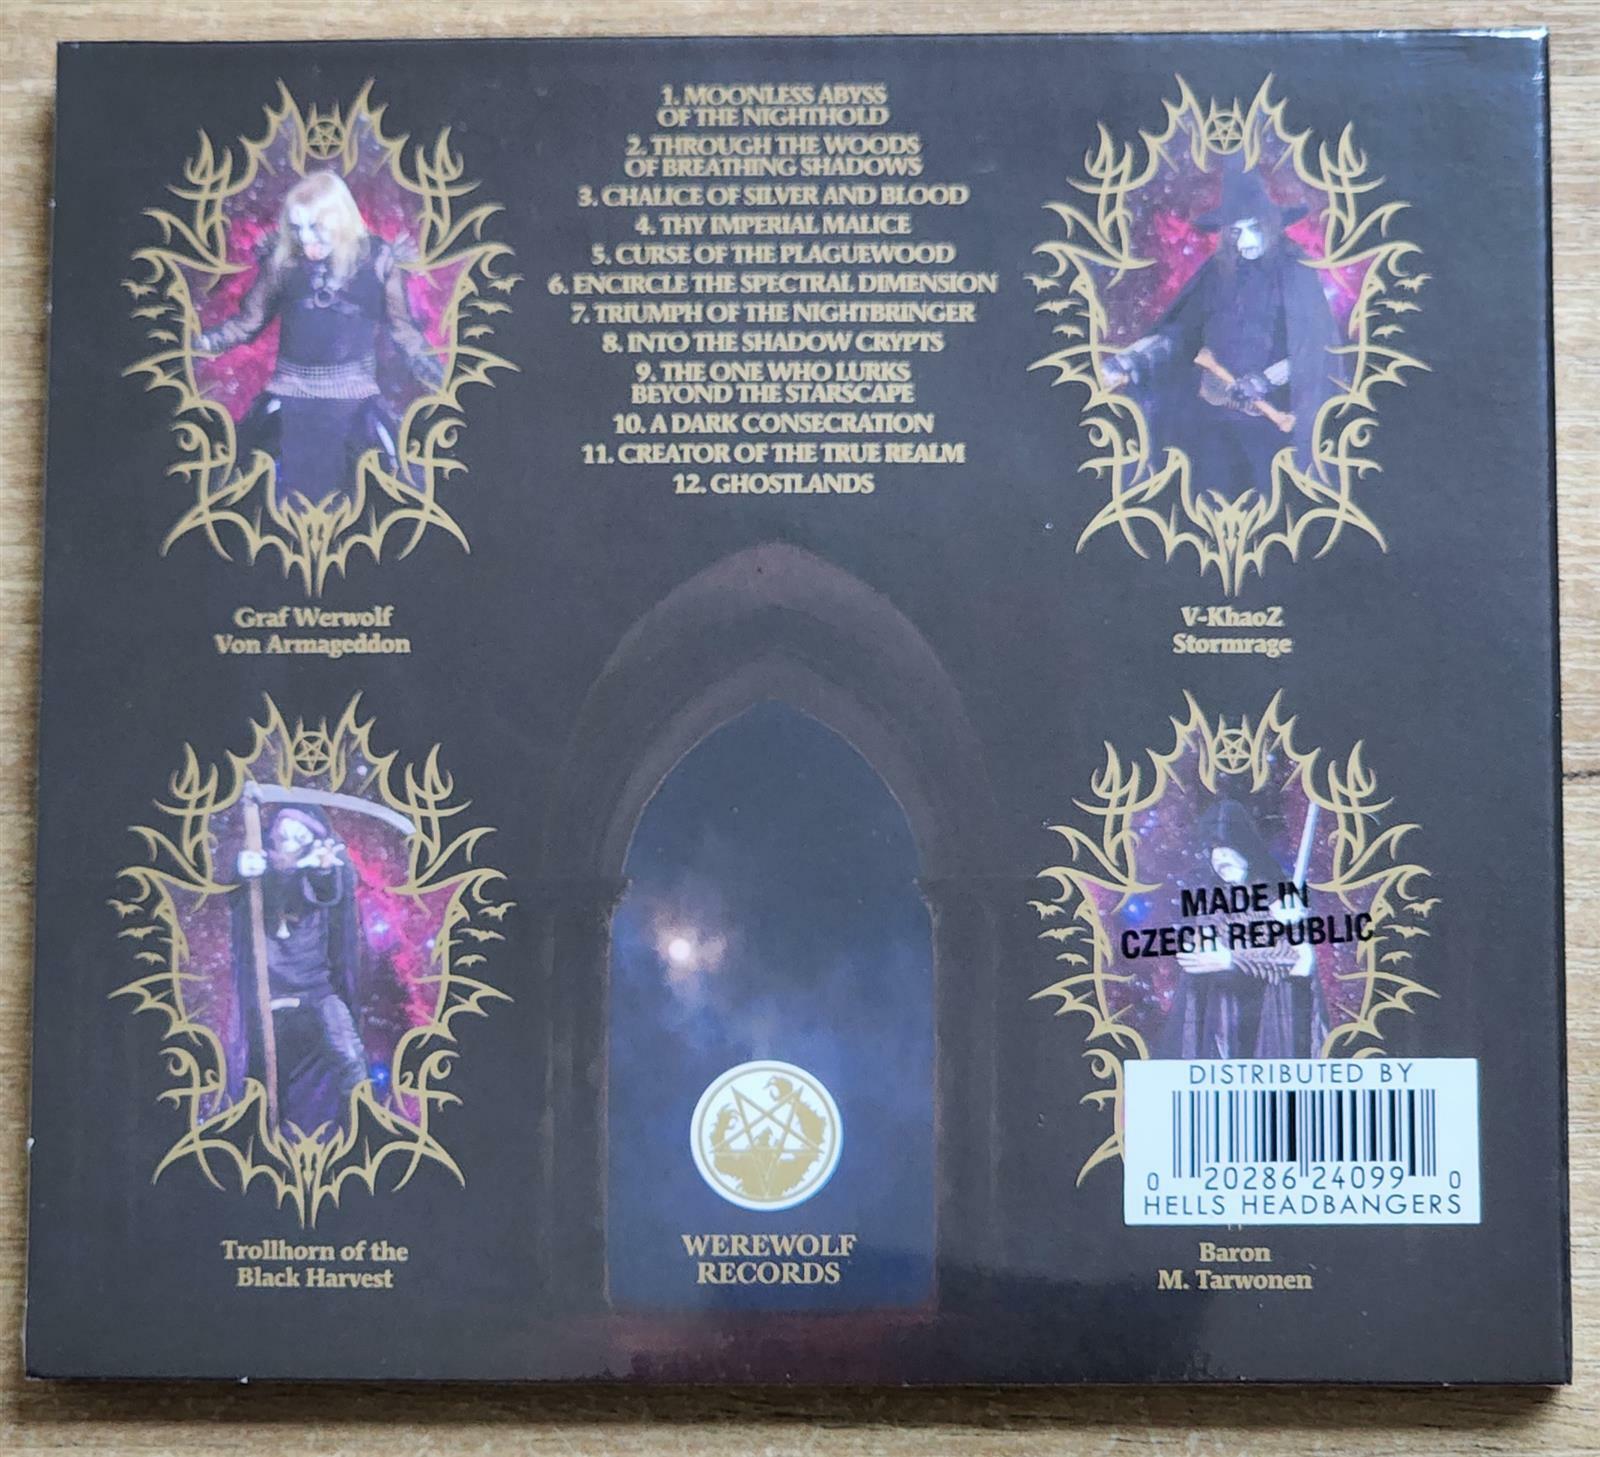 1. MOONLESS ABYSS
OF THE NIGHTHOLD
2. THROUGH THE WOODS
OF BREATHING SHADOWS
3. CHALICE OF SILVER AND BLOOD
4. THY IMPERIAL MALICE
5. CURSE OF THE PLAGUEWOOD
6. ENCIRCLE THE SPECTRAL DIMENSION
7. TRIUMPH OF THE NIGHTBRINGER
8. INTO THE SHADOW CRYPTS
9. THE ONE WHO LURKS
BEYOND THE STARSCAPE
10. A DARK CONSECRATION
11. CREATOR OF THE TRUE REALM
12. GHOSTLANDS
Graf Werwolf
Von Armageddon
V-KhaoZ
Stormrage
MADE IN
CZECH REPUBLIC
DISTRIBUTED BY
0 20286 24099 0
HELLS HEADBANGERS
Trollhorn of the
Black Harvest
WEREWOLF
RECORDS
Baron
M. Tarwonen